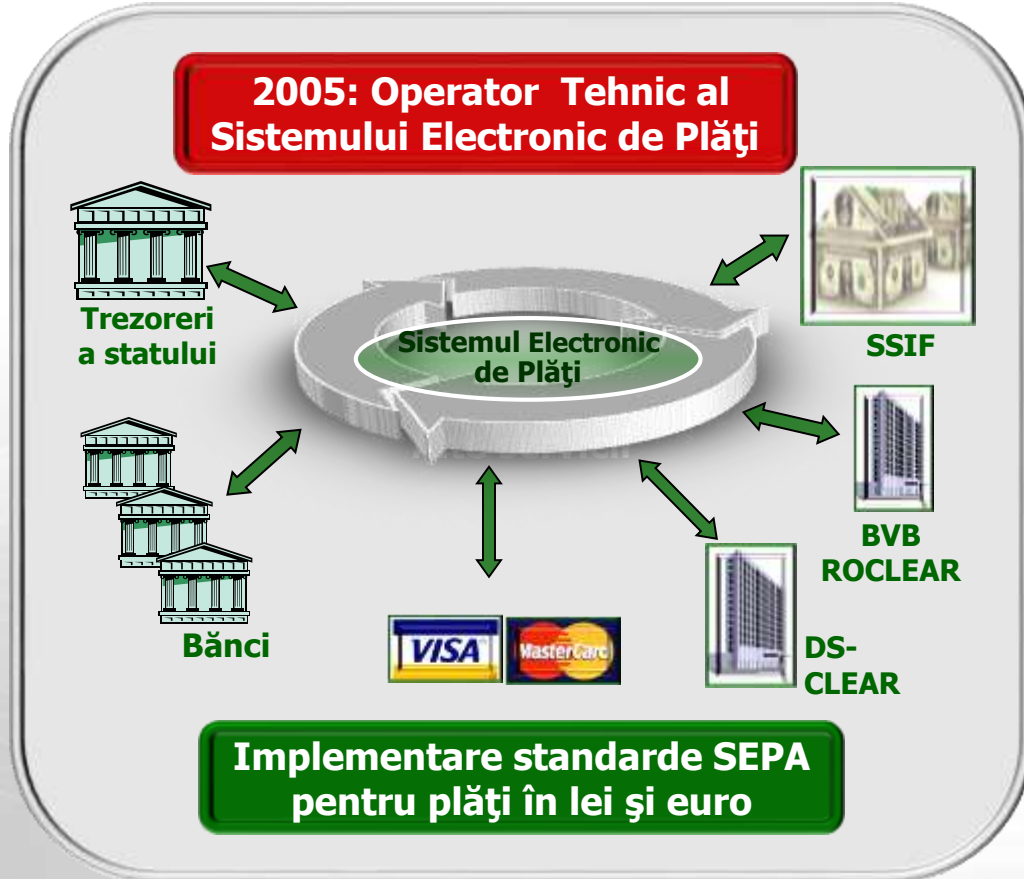 2005: Operator Tehnic al
Sistemului Electronic de Plăţi
Trezoreri
a statului
SSIF
Sistemul Electronic
de Plăţi
BVB
ROCLEAR
Bănci
VISA
MasterCard
DS-
CLEAR
Implementare standarde SEPA
pentru plăţi în lei şi euro